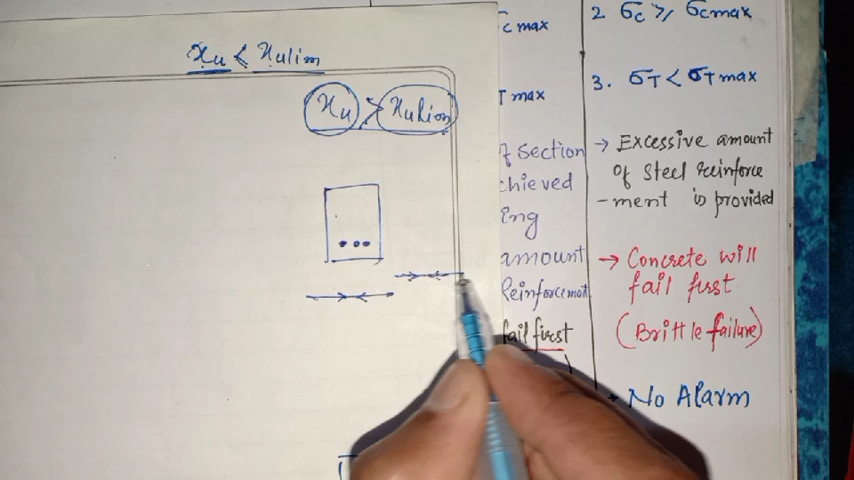 xu < xulim
xu > xulim
c max
T max
f section
chieved
ing
amount
Reinforcement
fail first
2. σc ≥ σcmax
3. σT < σTmax
→ Excessive amount
of steel reinforce
-ment is provided
→ Concrete will
fail first
(Brittle failure)
* No Alarm